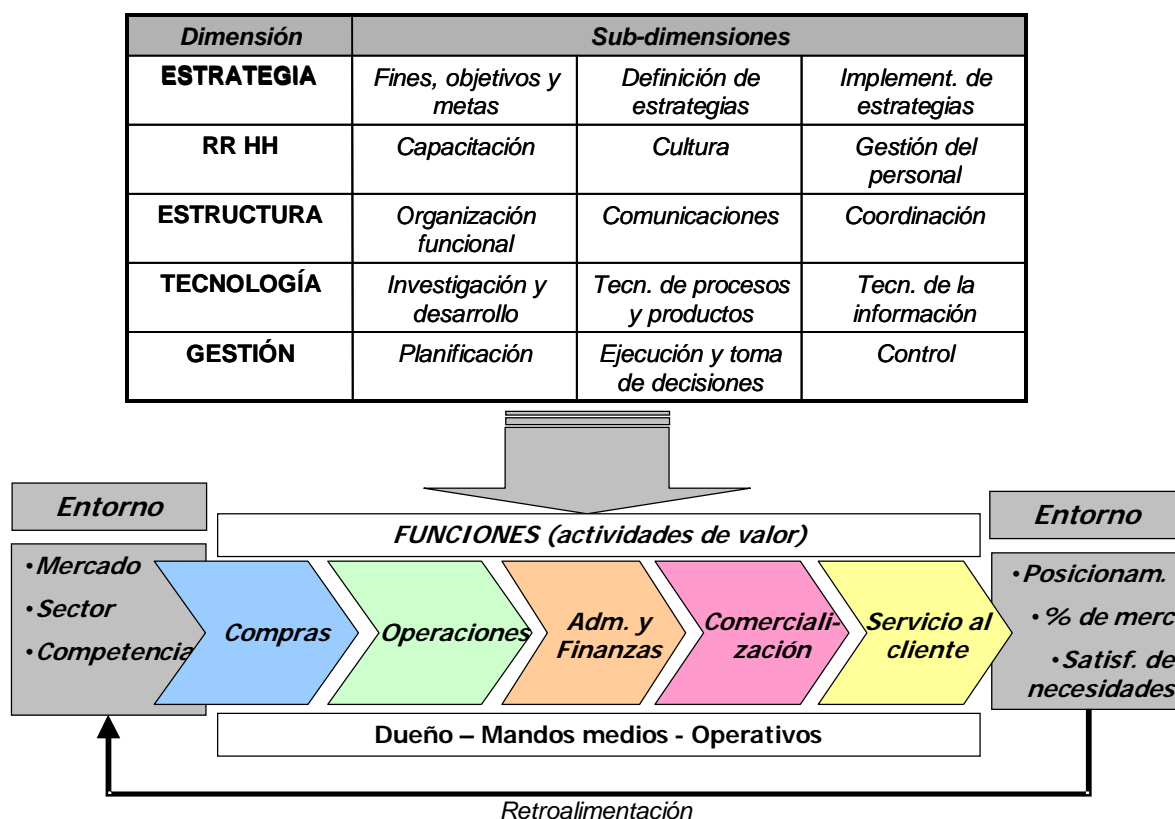 Dimensión
Sub-dimensiones
ESTRATEGIA
Fines, objetivos y
metas
Definición de
estrategias
Implement. de
estrategias
RR HH
Capacitación
Cultura
Gestión del
personal
ESTRUCTURA
Organización
funcional
Comunicaciones
Coordinación
TECNOLOGÍA
Investigación y
desarrollo
Tecn. de procesos
y productos
Tecn. de la
información
GESTIÓN
Planificación
Ejecución y toma
de decisiones
Control
Entorno
•Mercado
•Sector
•Competencia
FUNCIONES (actividades de valor)
Compras
Operaciones
Adm. y
Finanzas
Comerciali-
zación
Servicio al
cliente
Dueño – Mandos medios - Operativos
Entorno
•Posicionam.
•% de merc
•Satisf. de
necesidades
Retroalimentación